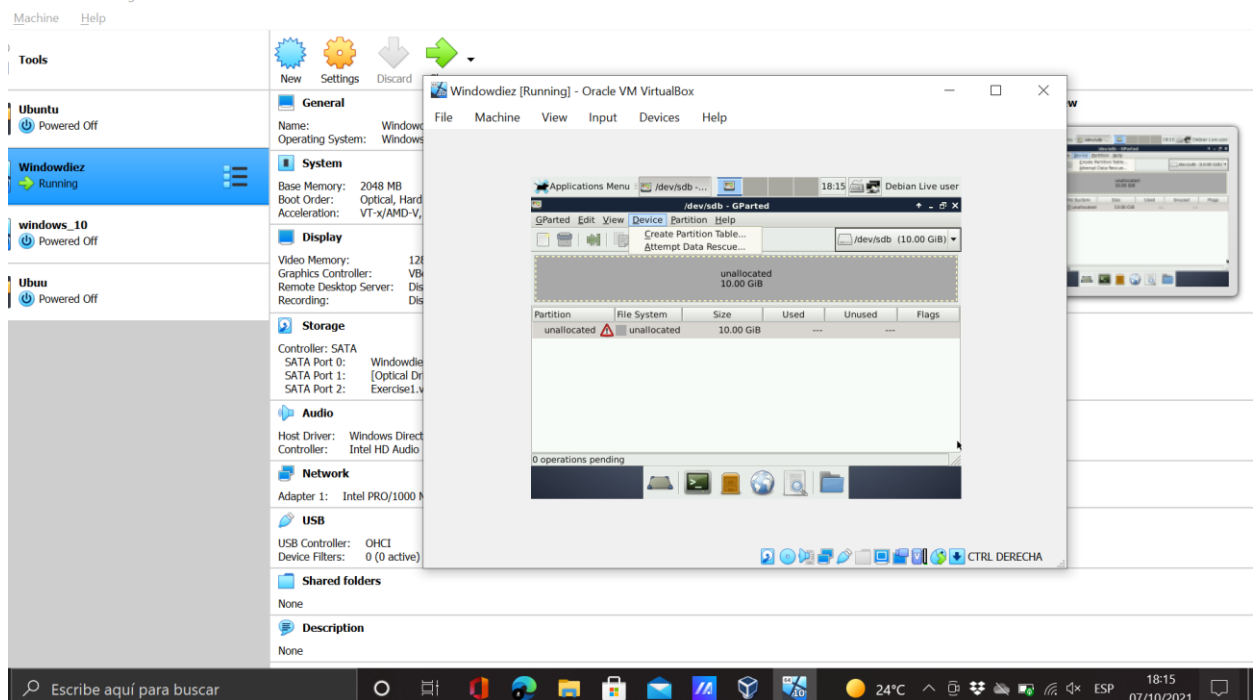 Machine Help
Tools
New Settings Discard
Ubuntu
Powered Off
Windowdiez
Running
windows_10
Powered Off
Ubuu
Powered Off
General
Name: Windowd
Operating System: Windows
System
Base Memory: 2048 MB
Boot Order: Optical, Hard
Acceleration: VT-x/AMD-V,
Display
Video Memory: 128
Graphics Controller: VB
Remote Desktop Server: Dis
Recording: Dis
Storage
Controller: SATA
SATA Port 0: Windowdie
SATA Port 1: [Optical Dr
SATA Port 2: Exercise1.v
Audio
Host Driver: Windows Direct
Controller: Intel HD Audio
Network
Adapter 1: Intel PRO/1000 M
USB
USB Controller: OHCI
Device Filters: 0 (0 active)
Shared folders
None
Description
None
Windowdiez [Running] - Oracle VM VirtualBox
File Machine View Input Devices Help
Applications Menu /dev/sdb -... 18:15 Debian Live user
/dev/sdb - GParted
GParted Edit View Device Partition Help
Create Partition Table...
Attempt Data Rescue...
/dev/sdb (10.00 GiB)
unallocated
10.00 GiB
Partition File System Size Used Unused Flags
unallocated unallocated 10.00 GiB --- ---
0 operations pending
CTRL DERECHA
Escribe aquí para buscar
24°C ESP 18:15
07/10/2021